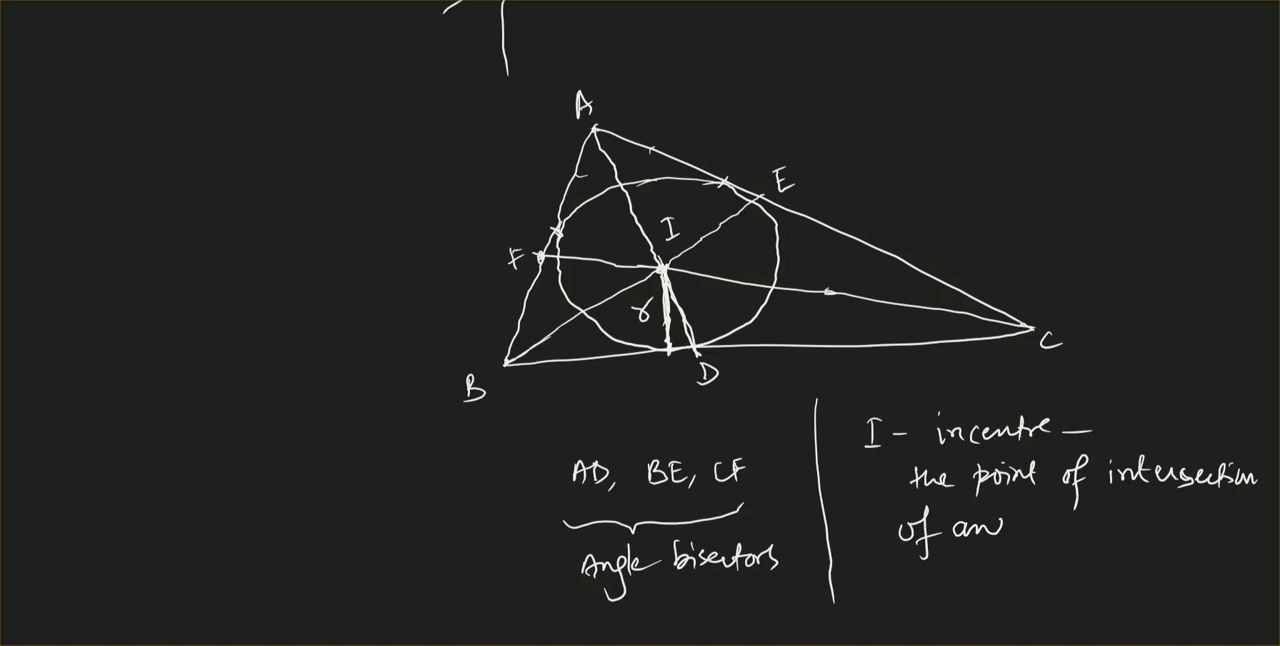 A
E
I
F
r
C
D
B
AD, BE, CF
Angle bisectors
I - incentre -
the point of intersection
of an